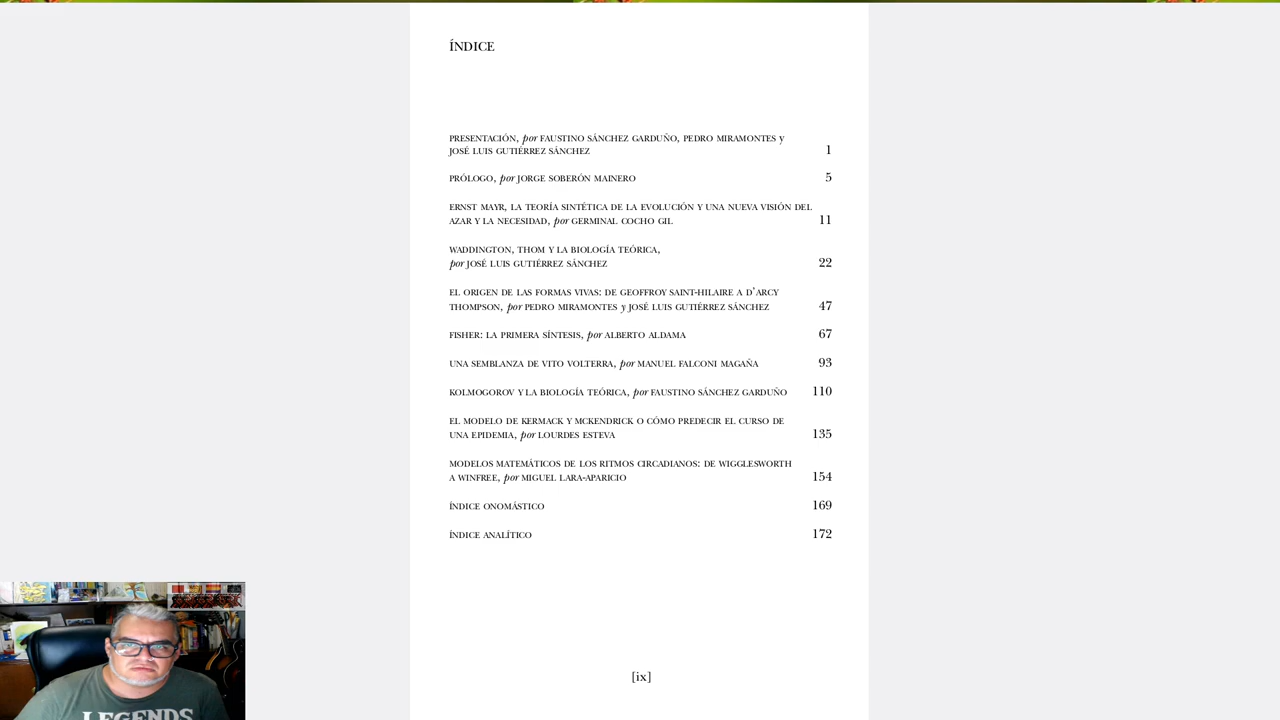 ÍNDICE
PRESENTACIÓN, por FAUSTINO SÁNCHEZ GARDUÑO, PEDRO MIRAMONTES y
JOSÉ LUIS GUTIÉRREZ SÁNCHEZ 1
PRÓLOGO, por JORGE SOBERÓN MAINERO 5
ERNST MAYR, LA TEORÍA SINTÉTICA DE LA EVOLUCIÓN Y UNA NUEVA VISIÓN DEL
AZAR Y LA NECESIDAD, por GERMINAL COCHO GIL 11
WADDINGTON, THOM Y LA BIOLOGÍA TEÓRICA,
por JOSÉ LUIS GUTIÉRREZ SÁNCHEZ 22
EL ORIGEN DE LAS FORMAS VIVAS: DE GEOFFROY SAINT-HILAIRE A D'ARCY
THOMPSON, por PEDRO MIRAMONTES y JOSÉ LUIS GUTIÉRREZ SÁNCHEZ 47
FISHER: LA PRIMERA SÍNTESIS, por ALBERTO ALDAMA 67
UNA SEMBLANZA DE VITO VOLTERRA, por MANUEL FALCONI MAGAÑA 93
KOLMOGOROV Y LA BIOLOGÍA TEÓRICA, por FAUSTINO SÁNCHEZ GARDUÑO 110
EL MODELO DE KERMACK Y MCKENDRICK O CÓMO PREDECIR EL CURSO DE
UNA EPIDEMIA, por LOURDES ESTEVA 135
MODELOS MATEMÁTICOS DE LOS RITMOS CIRCADIANOS: DE WIGGLESWORTH
A WINFREE, por MIGUEL LARA-APARICIO 154
ÍNDICE ONOMÁSTICO 169
ÍNDICE ANALÍTICO 172
[ix]
LEGENDS